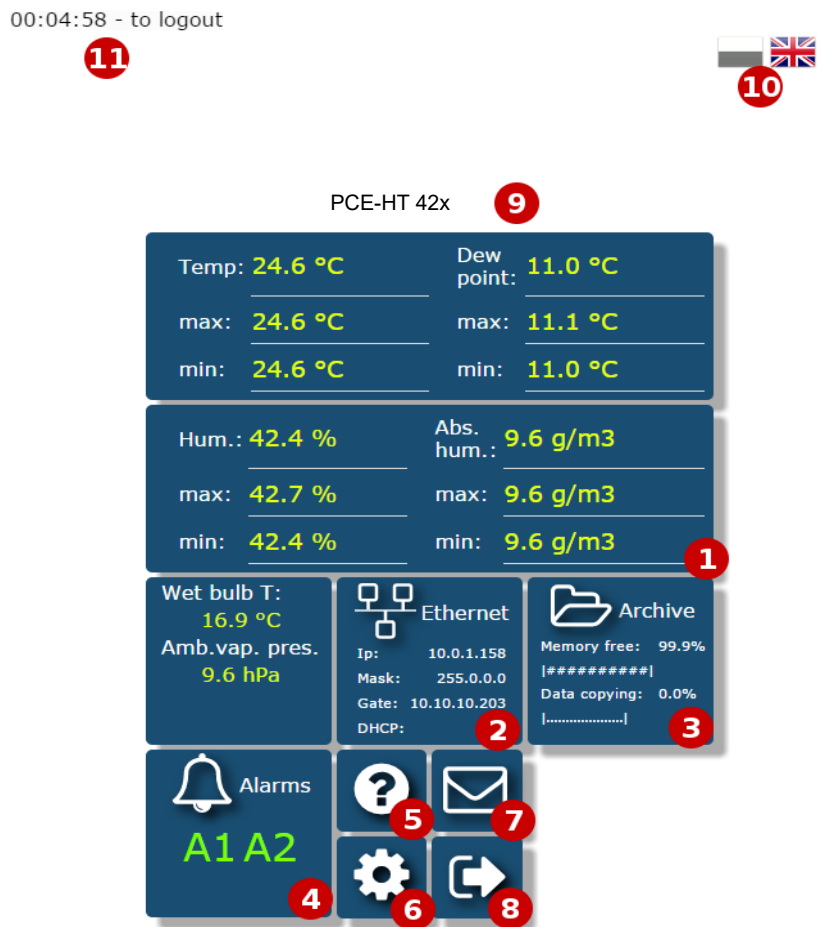 00:04:58 - to logout
11
10
PCE-HT 42x
9
Temp: 24.6 °C Dew point: 11.0 °C
max: 24.6 °C max: 11.1 °C
min: 24.6 °C min: 11.0 °C
Hum.: 42.4 % Abs. hum.: 9.6 g/m3
max: 42.7 % max: 9.6 g/m3
min: 42.4 % min: 9.6 g/m3
1
Wet bulb T:
16.9 °C
Amb.vap. pres.
9.6 hPa
Ethernet
Ip: 10.0.1.158
Mask: 255.0.0.0
Gate: 10.10.10.203
DHCP:
2
Archive
Memory free: 99.9%
|##########|
Data copying: 0.0%
|....................|
3
Alarms
A1 A2
4
?
5
7
6
8